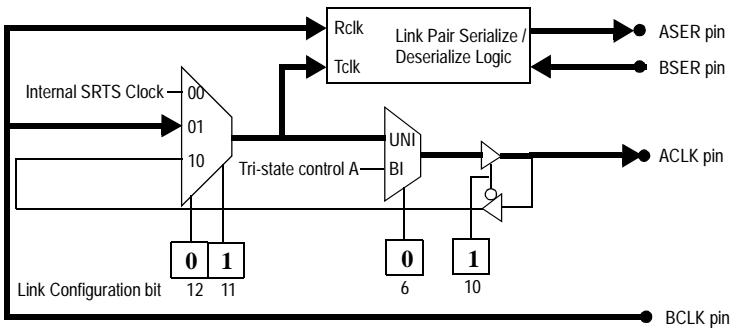 Rclk
Tclk
Link Pair Serialize /
Deserialize Logic
ASER pin
BSER pin
Internal SRTS Clock
00
01
10
UNI
BI
Tri-state control A
ACLK pin
0 1 0 1
Link Configuration bit 12 11 6 10
BCLK pin